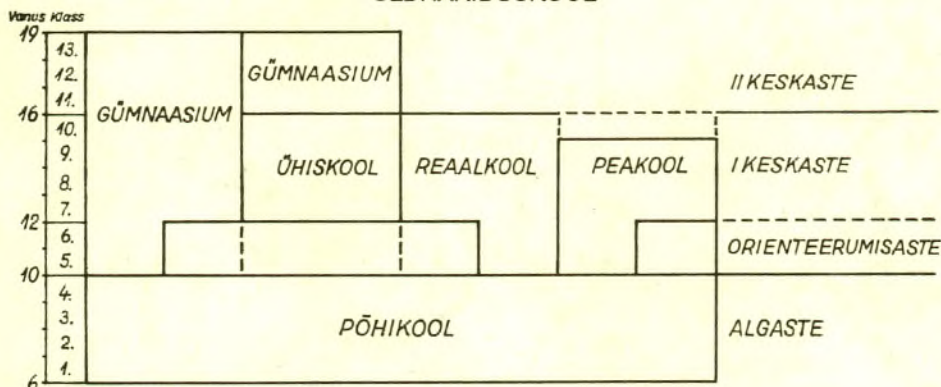 Vanus Klass
19
13.
12.
GÜMNAASIUM
II KESKASTE
11.
16
GÜMNAASIUM
10.
9.
ÜHISKOOL REAALKOOL PEAKOOL I KESKASTE
8.
7.
12
6.
ORIENTEERUMISASTE
5.
10
4.
3.
PÕHIKOOL ALGASTE
2.
1.
6